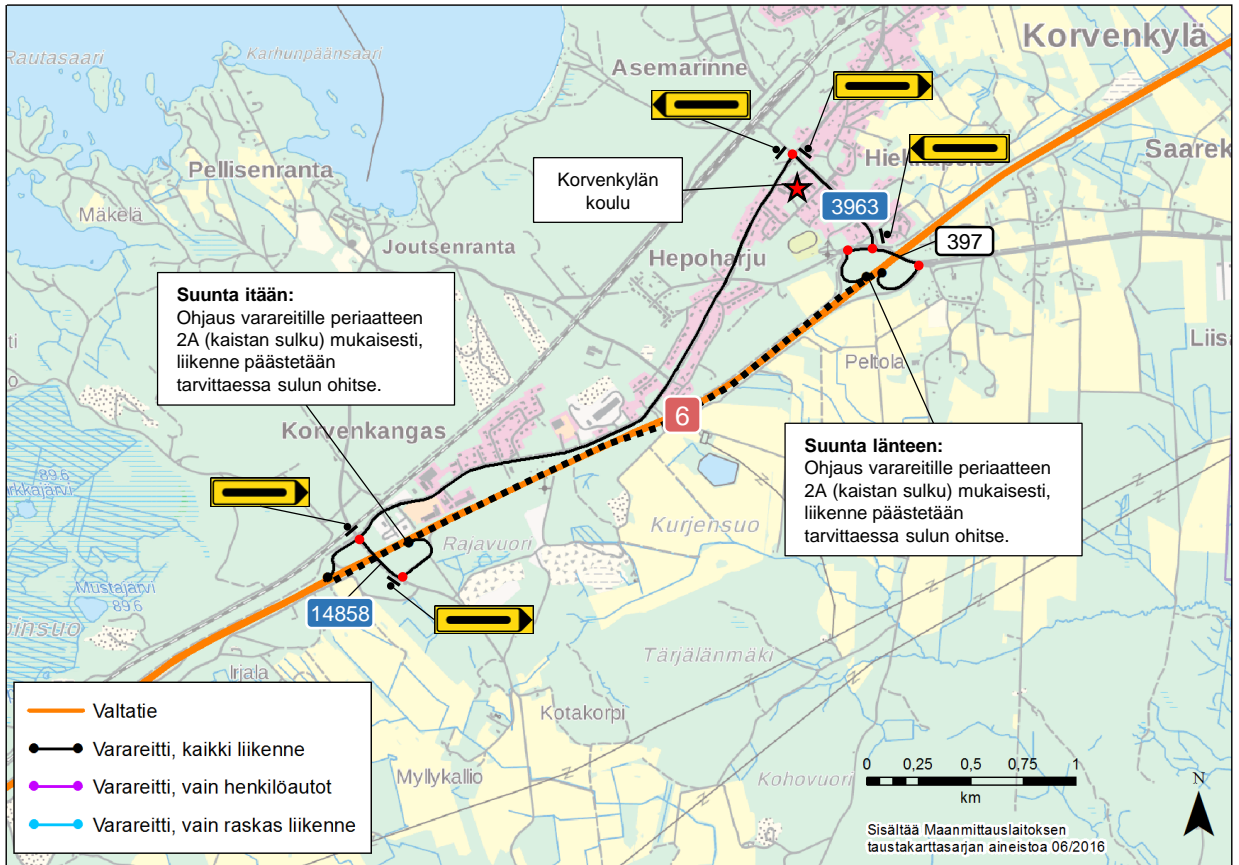 Rautasaari
Karhunpäänsaari
Korvenkylä
Asemarinne
Pellisenranta
Saarek
Korvenkylän
koulu
3963
Mäkelä
Joutsenranta
Hepoharju
397
Suunta itään:
Ohjaus varareitille periaatteen
2A (kaistan sulku) mukaisesti,
liikenne päästetään
tarvittaessa sulun ohitse.
Peltola
Liisa
6
Korvenkangas
Suunta länteen:
Ohjaus varareitille periaatteen
2A (kaistan sulku) mukaisesti,
liikenne päästetään
tarvittaessa sulun ohitse.
89.6
rkkajärvi
Kurjensuo
Rajavuori
Mustajärvi
89.6
14858
pinsuo
Irjala
Tärjälänmäki
Kotakorpi
Myllykallio
Kohovuori
Valtatie
Varareitti, kaikki liikenne
Varareitti, vain henkilöautot
Varareitti, vain raskas liikenne
0 0,25 0,5 0,75 1
km
N
Sisältää Maanmittauslaitoksen
taustakarttasarjan aineistoa 06/2016